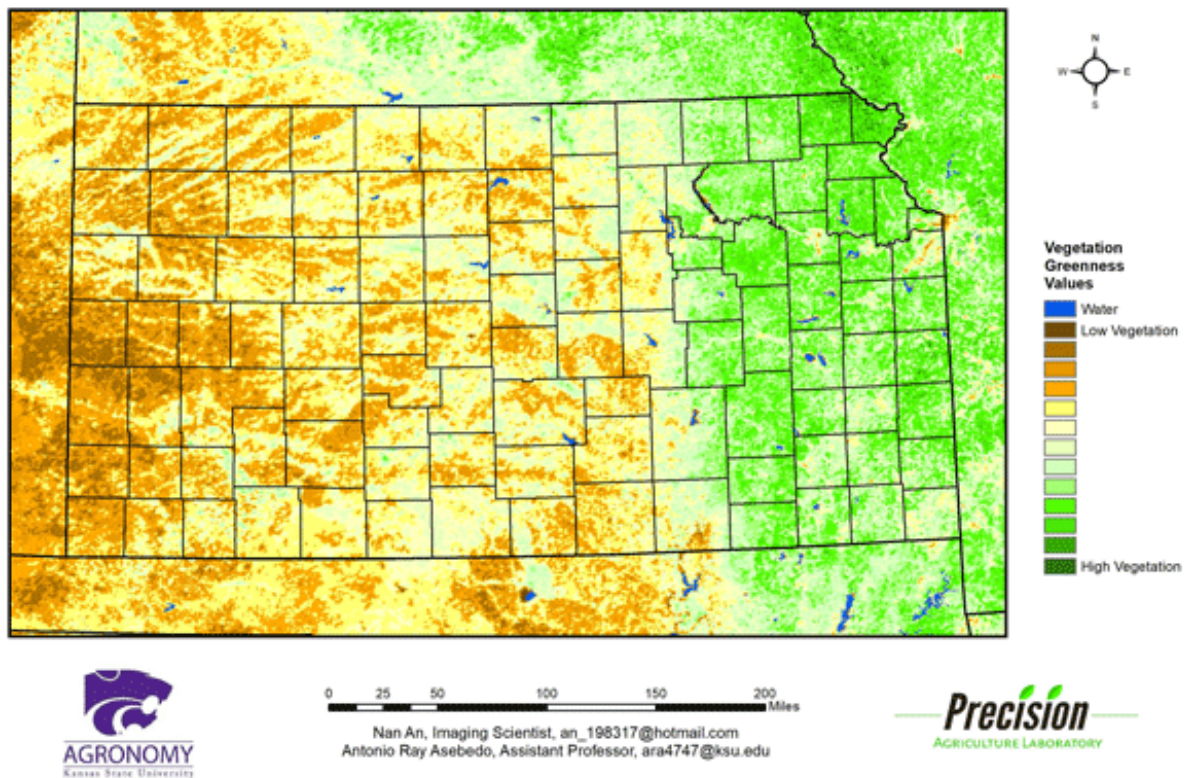 N
W E
S
Vegetation
Greenness
Values
Water
Low Vegetation
High Vegetation
0 25 50 100 150 200
Miles
AGRONOMY
Kansas State University
Nan An, Imaging Scientist, an_198317@hotmail.com
Antonio Ray Asebedo, Assistant Professor, ara4747@ksu.edu
Precision
AGRICULTURE LABORATORY